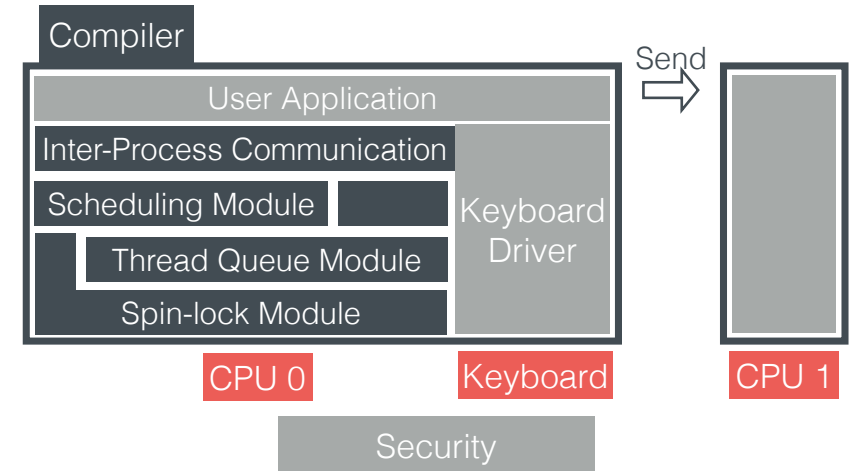 Compiler
Send
User Application
Inter-Process Communication
Scheduling Module
Keyboard
Driver
Thread Queue Module
Spin-lock Module
CPU 0
Keyboard
CPU 1
Security